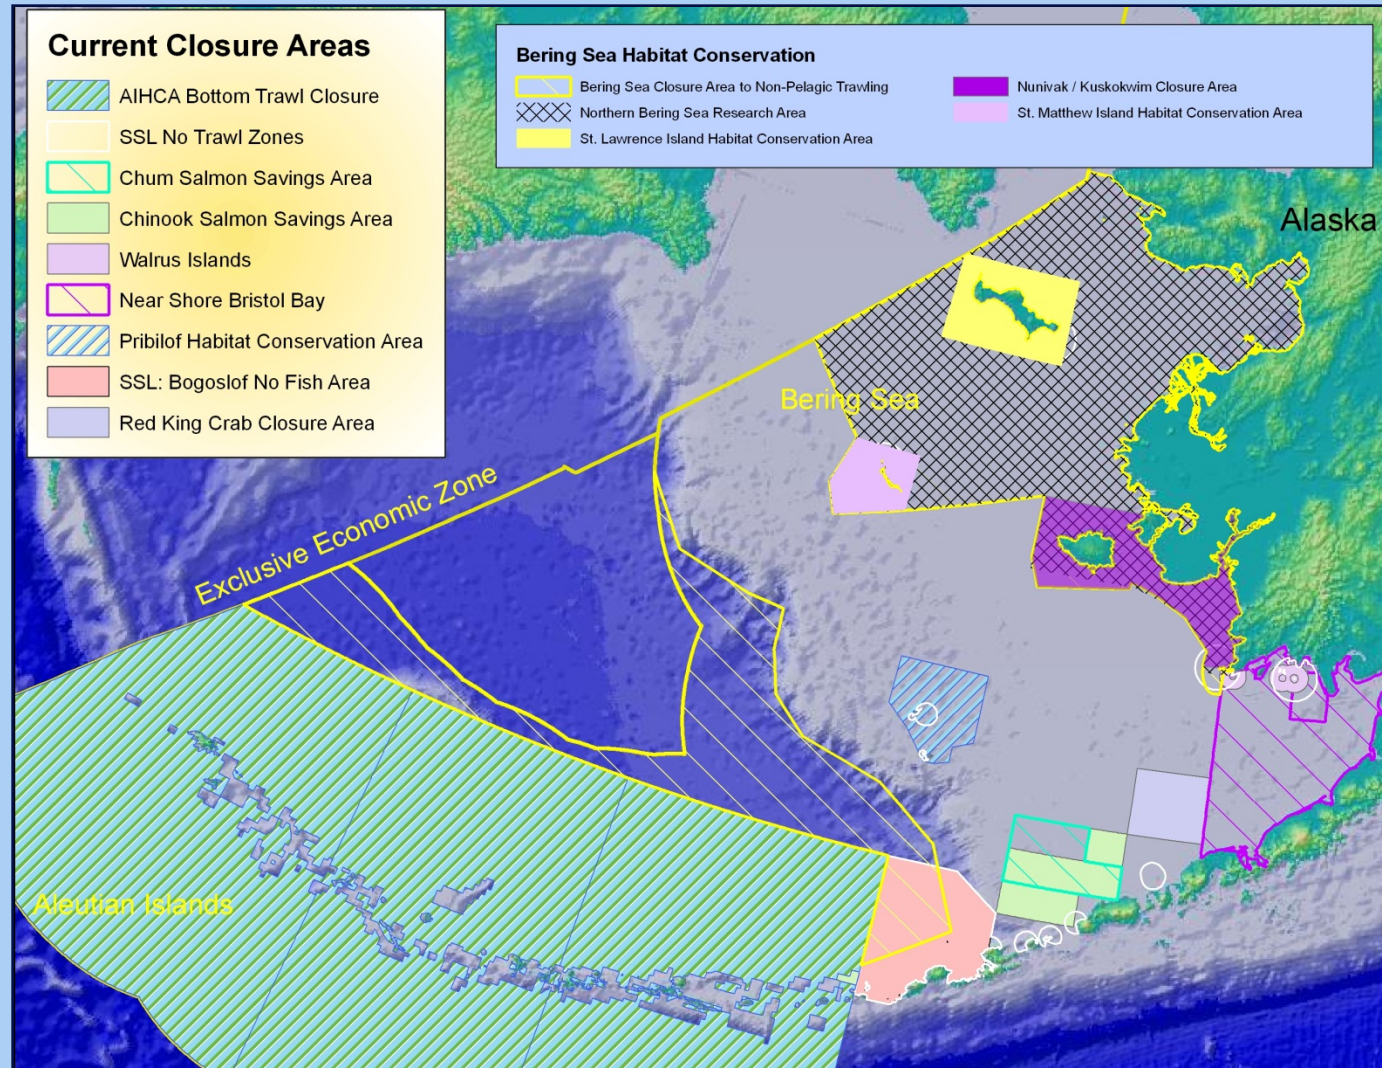 Current Closure Areas
AIHCA Bottom Trawl Closure
SSL No Trawl Zones
Chum Salmon Savings Area
Chinook Salmon Savings Area
Walrus Islands
Near Shore Bristol Bay
Pribilof Habitat Conservation Area
SSL: Bogoslof No Fish Area
Red King Crab Closure Area
Bering Sea Habitat Conservation
Bering Sea Closure Area to Non-Pelagic Trawling
Northern Bering Sea Research Area
St. Lawrence Island Habitat Conservation Area
Nunivak / Kuskokwim Closure Area
St. Matthew Island Habitat Conservation Area
Alaska
Bering Sea
Exclusive Economic Zone
Aleutian Islands